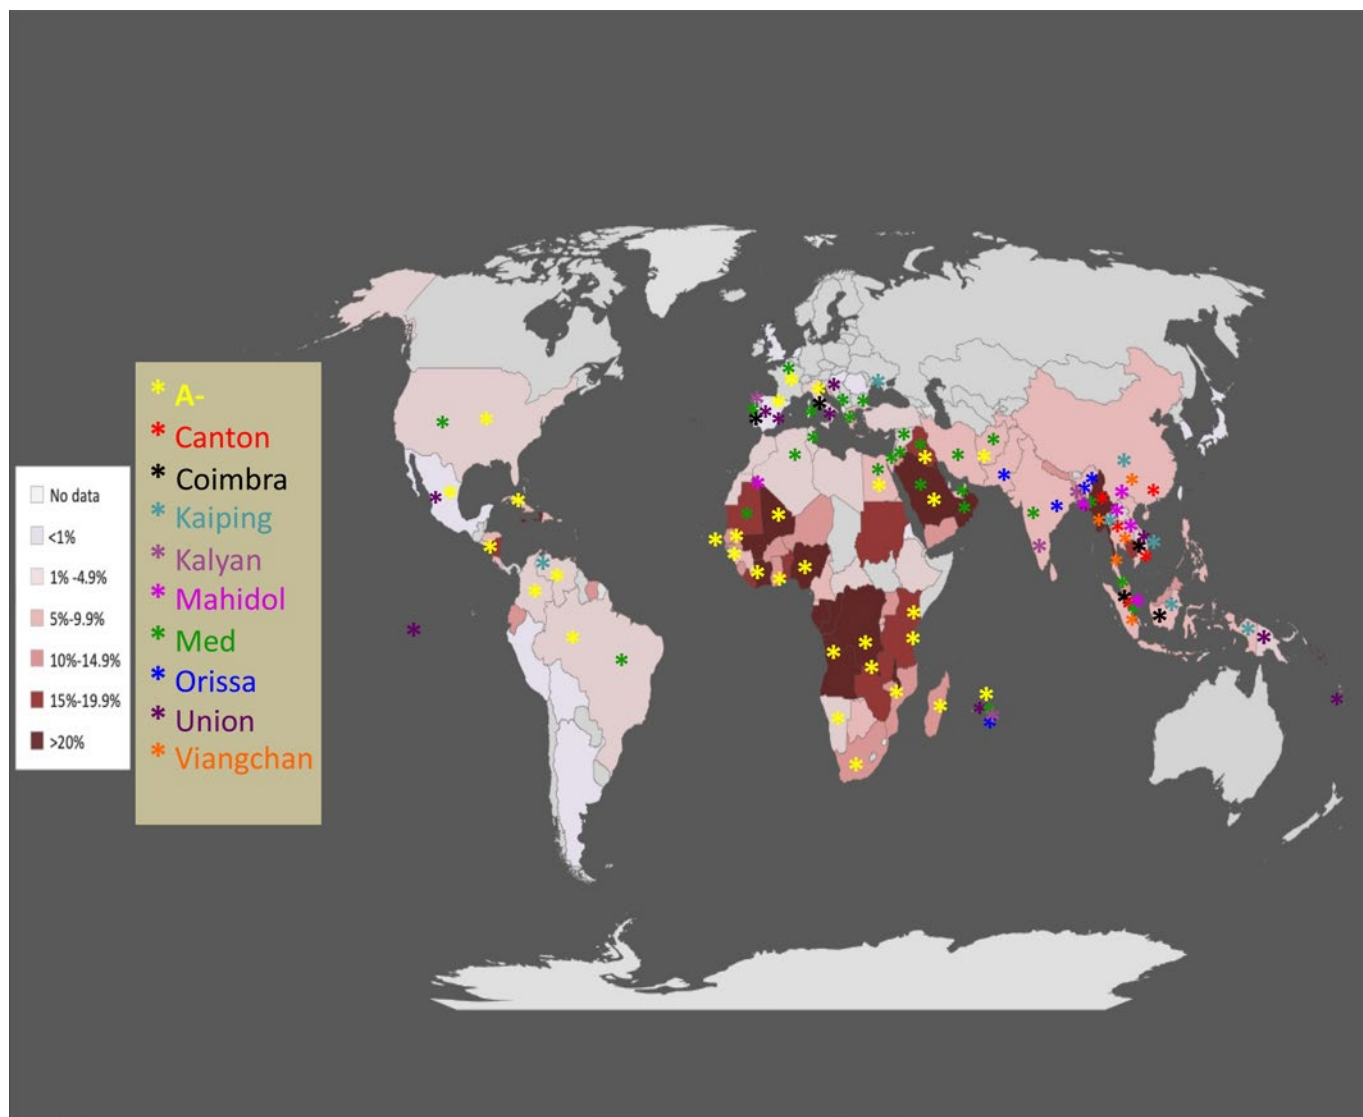 * A-
* Canton
* Coimbra
* Kaiping
* Kalyan
* Mahidol
* Med
* Orissa
* Union
* Viangchan
No data
<1%
1% -4.9%
5%-9.9%
10%-14.9%
15%-19.9%
>20%